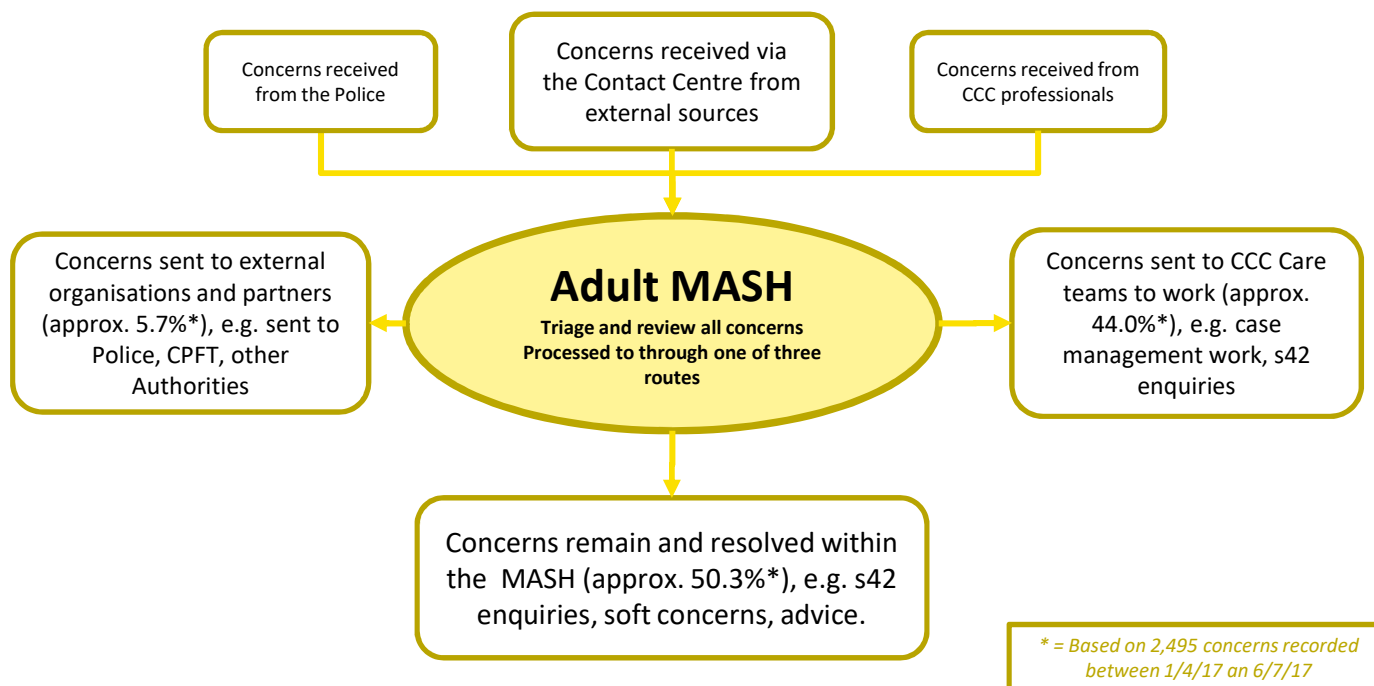 Concerns received
from the Police
Concerns received via
the Contact Centre from
external sources
Concerns received from
CCC professionals
Adult MASH
Triage and review all concerns
Processed to through one of three
routes
Concerns sent to external
organisations and partners
(approx. 5.7%*), e.g. sent to
Police, CPFT, other
Authorities
Concerns sent to CCC Care
teams to work (approx.
44.0%*), e.g. case
management work, s42
enquiries
Concerns remain and resolved within
the MASH (approx. 50.3%*), e.g. s42
enquiries, soft concerns, advice.
* = Based on 2,495 concerns recorded
between 1/4/17 an 6/7/17